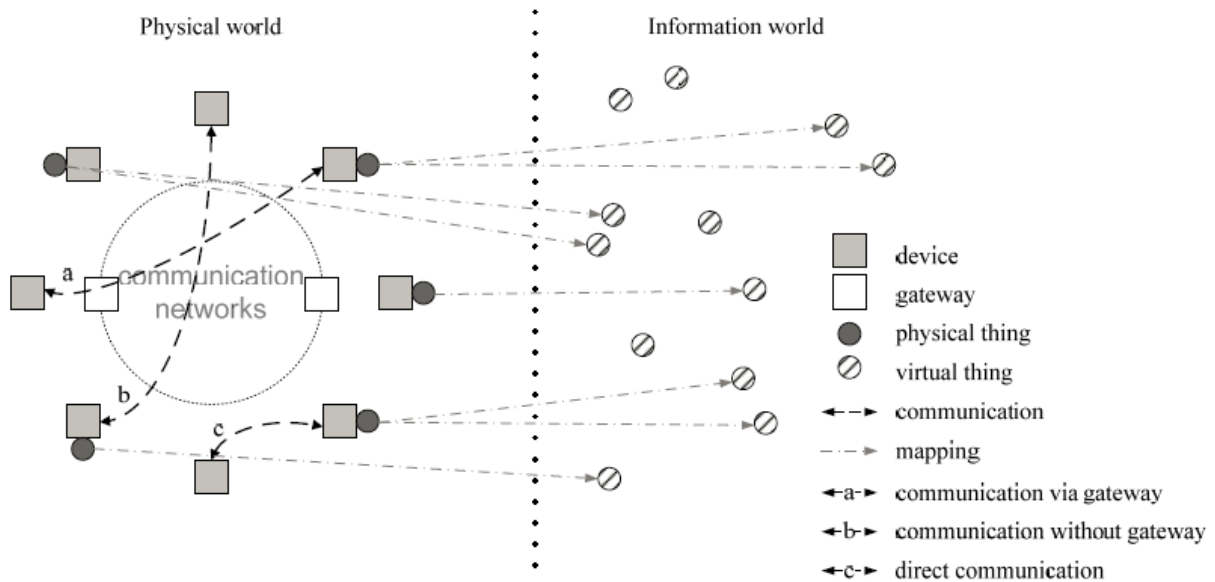 Physical world
Information world
a
communication
networks
b
c
device
gateway
physical thing
virtual thing
communication
mapping
a communication via gateway
b communication without gateway
c direct communication